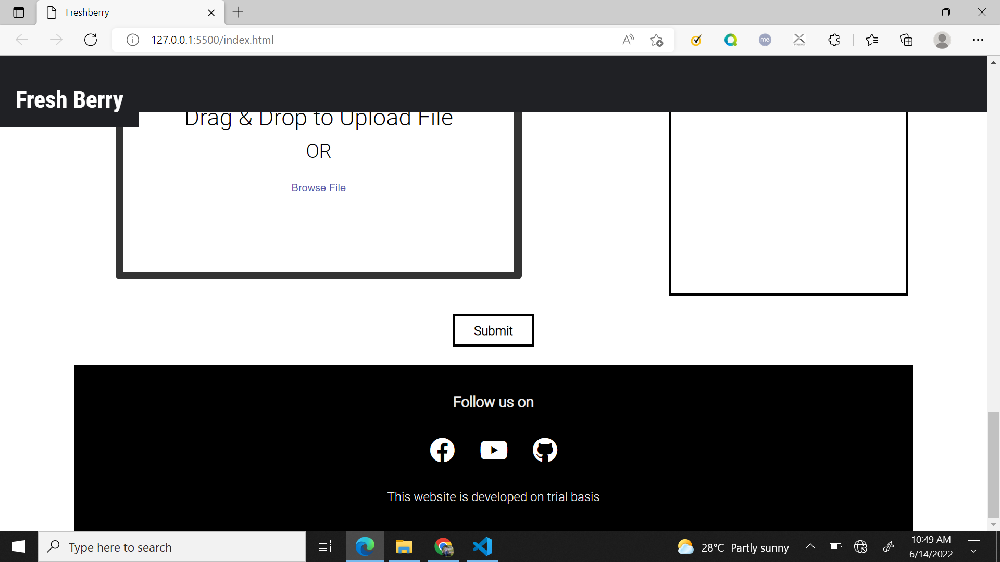 Freshberry
127.0.0.1:5500/index.html
me
Fresh Berry
Drag & Drop to Upload File
OR
Browse File
Submit
Follow us on
This website is developed on trial basis
Type here to search
28°C Partly sunny
10:49 AM
6/14/2022